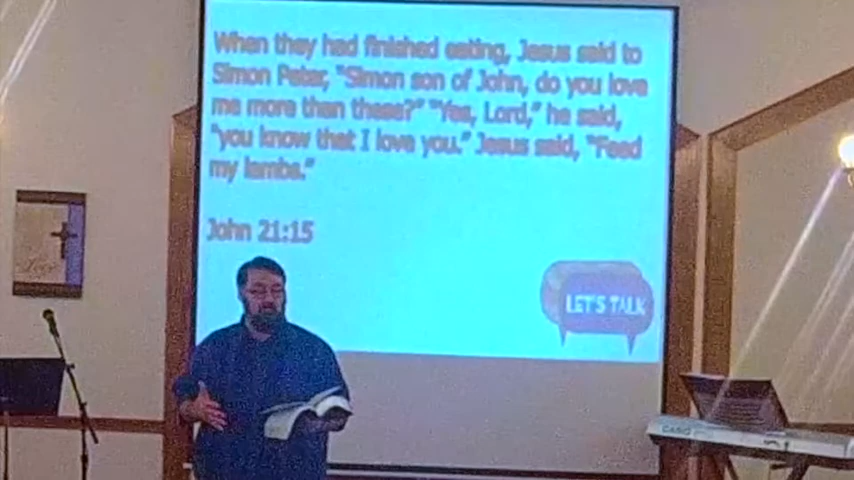 When they had finished eating, Jesus said to
Simon Peter, "Simon son of John, do you love
me more than these?" "Yes, Lord," he said,
"you know that I love you." Jesus said, "Feed
my lambs."
John 21:15
LET'S TALK
CASIO